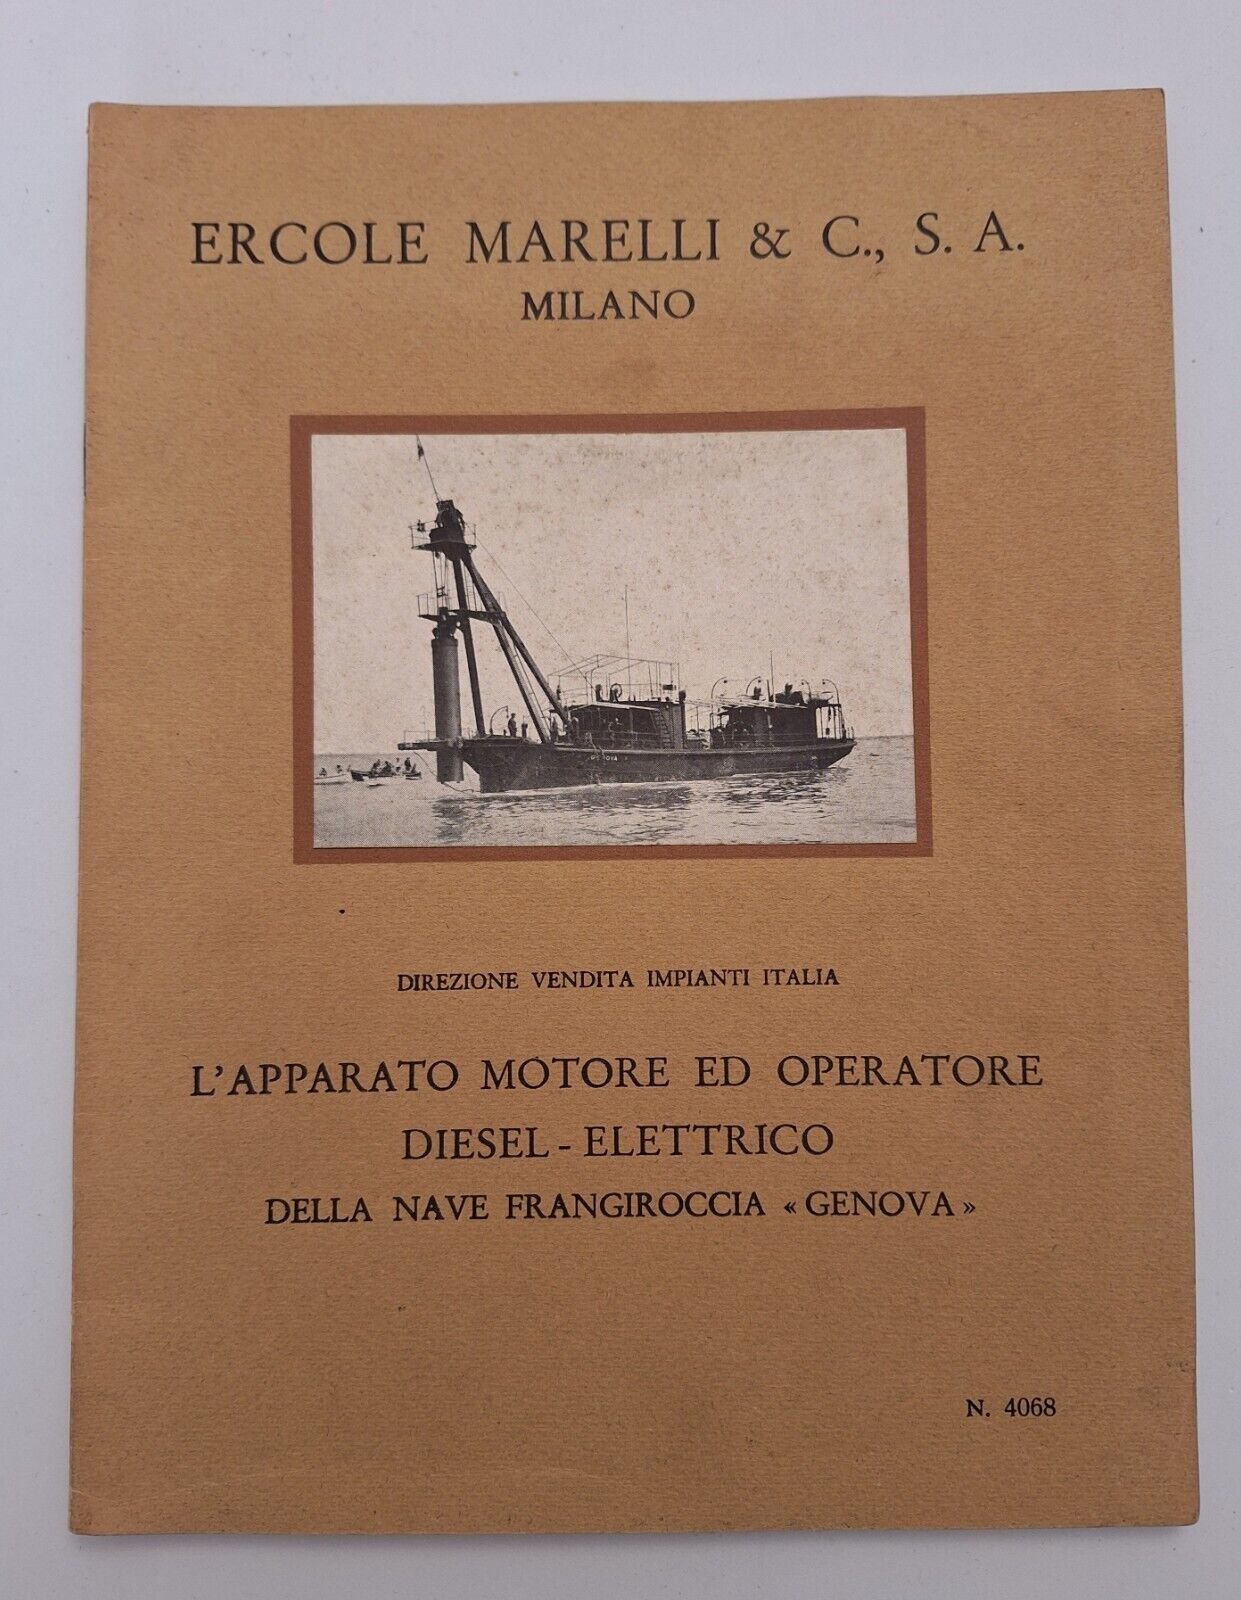 ERCOLE MARELLI & C., S. A.
MILANO
DIREZIONE VENDITA IMPIANTI ITALIA
L'APPARATO MOTORE ED OPERATORE
DIESEL - ELETTRICO
DELLA NAVE FRANGIROCCIA « GENOVA »
N. 4068